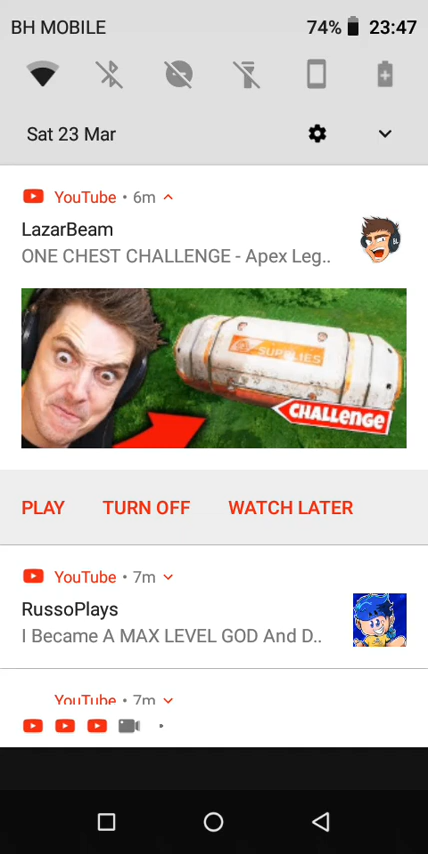 BH MOBILE 74% 23:47
Sat 23 Mar
YouTube • 6m
LazarBeam
ONE CHEST CHALLENGE - Apex Leg..
SUPPLIES
CHALLENGE
PLAY TURN OFF WATCH LATER
YouTube • 7m
RussoPlays
I Became A MAX LEVEL GOD And D..
YouTube • 7m